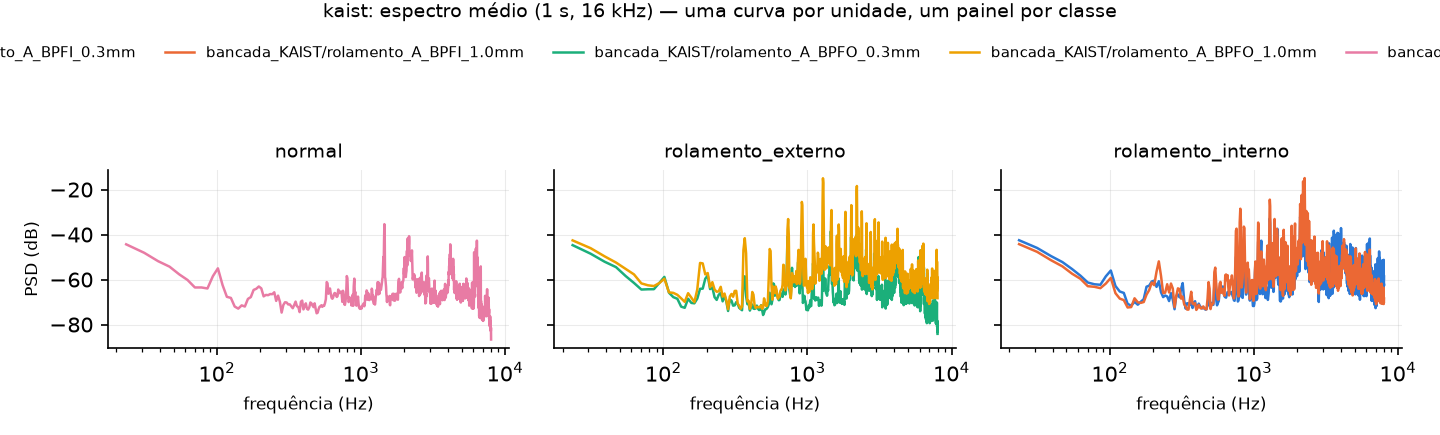 kaist: espectro médio (1 s, 16 kHz) — uma curva por unidade, um painel por classe
to_A_BPFI_0.3mm bancada_KAIST/rolamento_A_BPFI_1.0mm bancada_KAIST/rolamento_A_BPFO_0.3mm bancada_KAIST/rolamento_A_BPFO_1.0mm bancad
normal rolamento_externo rolamento_interno
−20
−40
−60
−80
PSD (dB)
10² 10³ 10⁴ 10² 10³ 10⁴ 10² 10³ 10⁴
frequência (Hz) frequência (Hz) frequência (Hz)